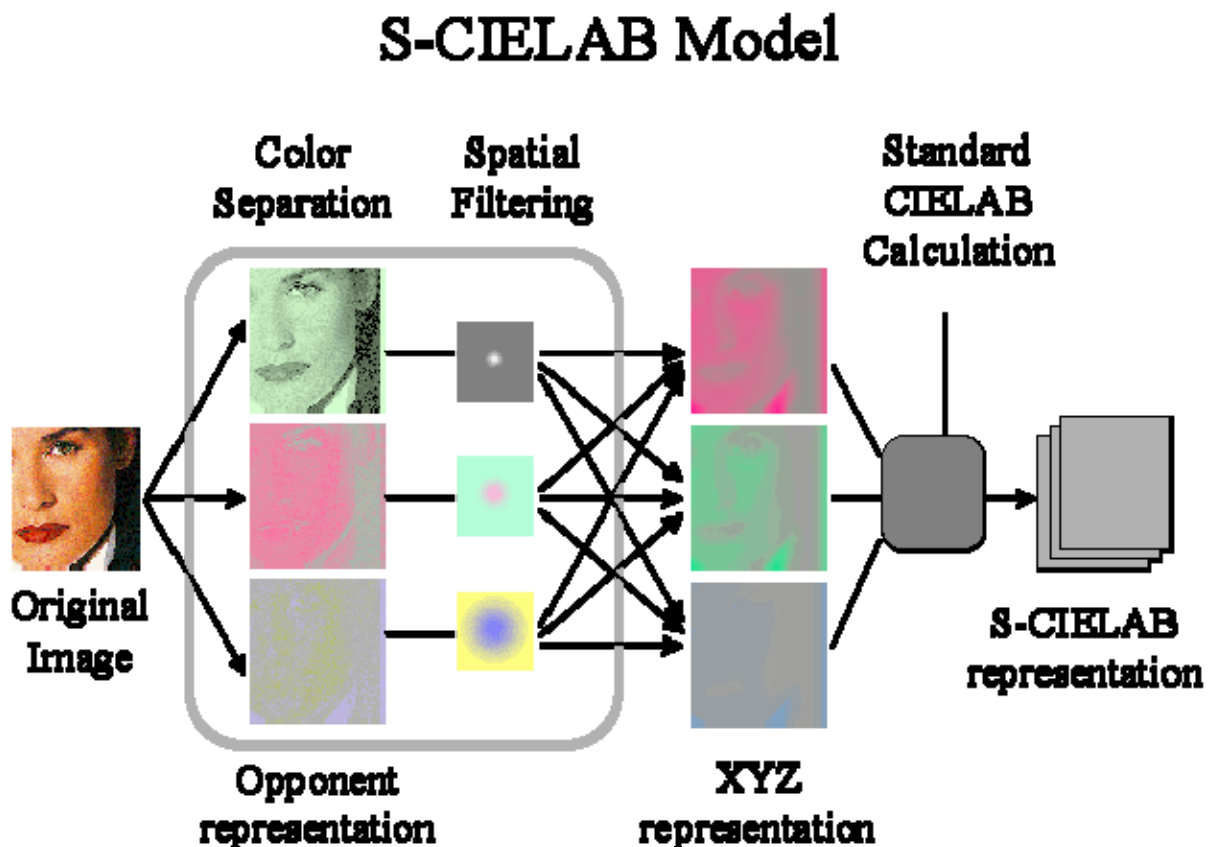 S-CIELAB Model
Color
Separation
Spatial
Filtering
Standard
CIELAB
Calculation
Original
Image
Opponent
representation
XYZ
representation
S-CIELAB
representation